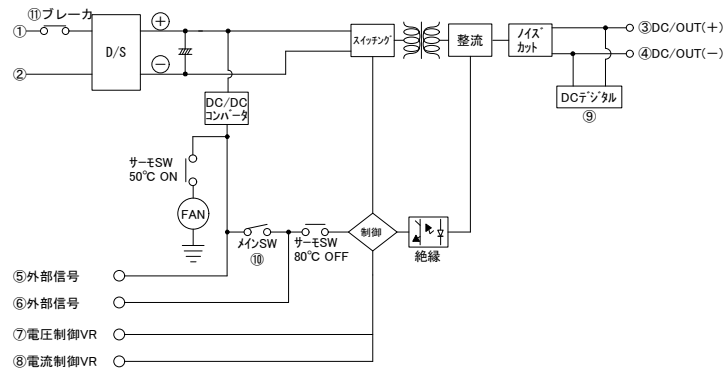 ⑪ブレーカ
①
②
D/S
⊕
⊖
スイッチング
整流
ノイズ
カット
③DC/OUT(+)
④DC/OUT(−)
DCデジタル
⑨
DC/DC
コンバータ
サーモSW
50℃ ON
FAN
メインSW
⑩
サーモSW
80℃ OFF
制御
絶縁
⑤外部信号
⑥外部信号
⑦電圧制御VR
⑧電流制御VR